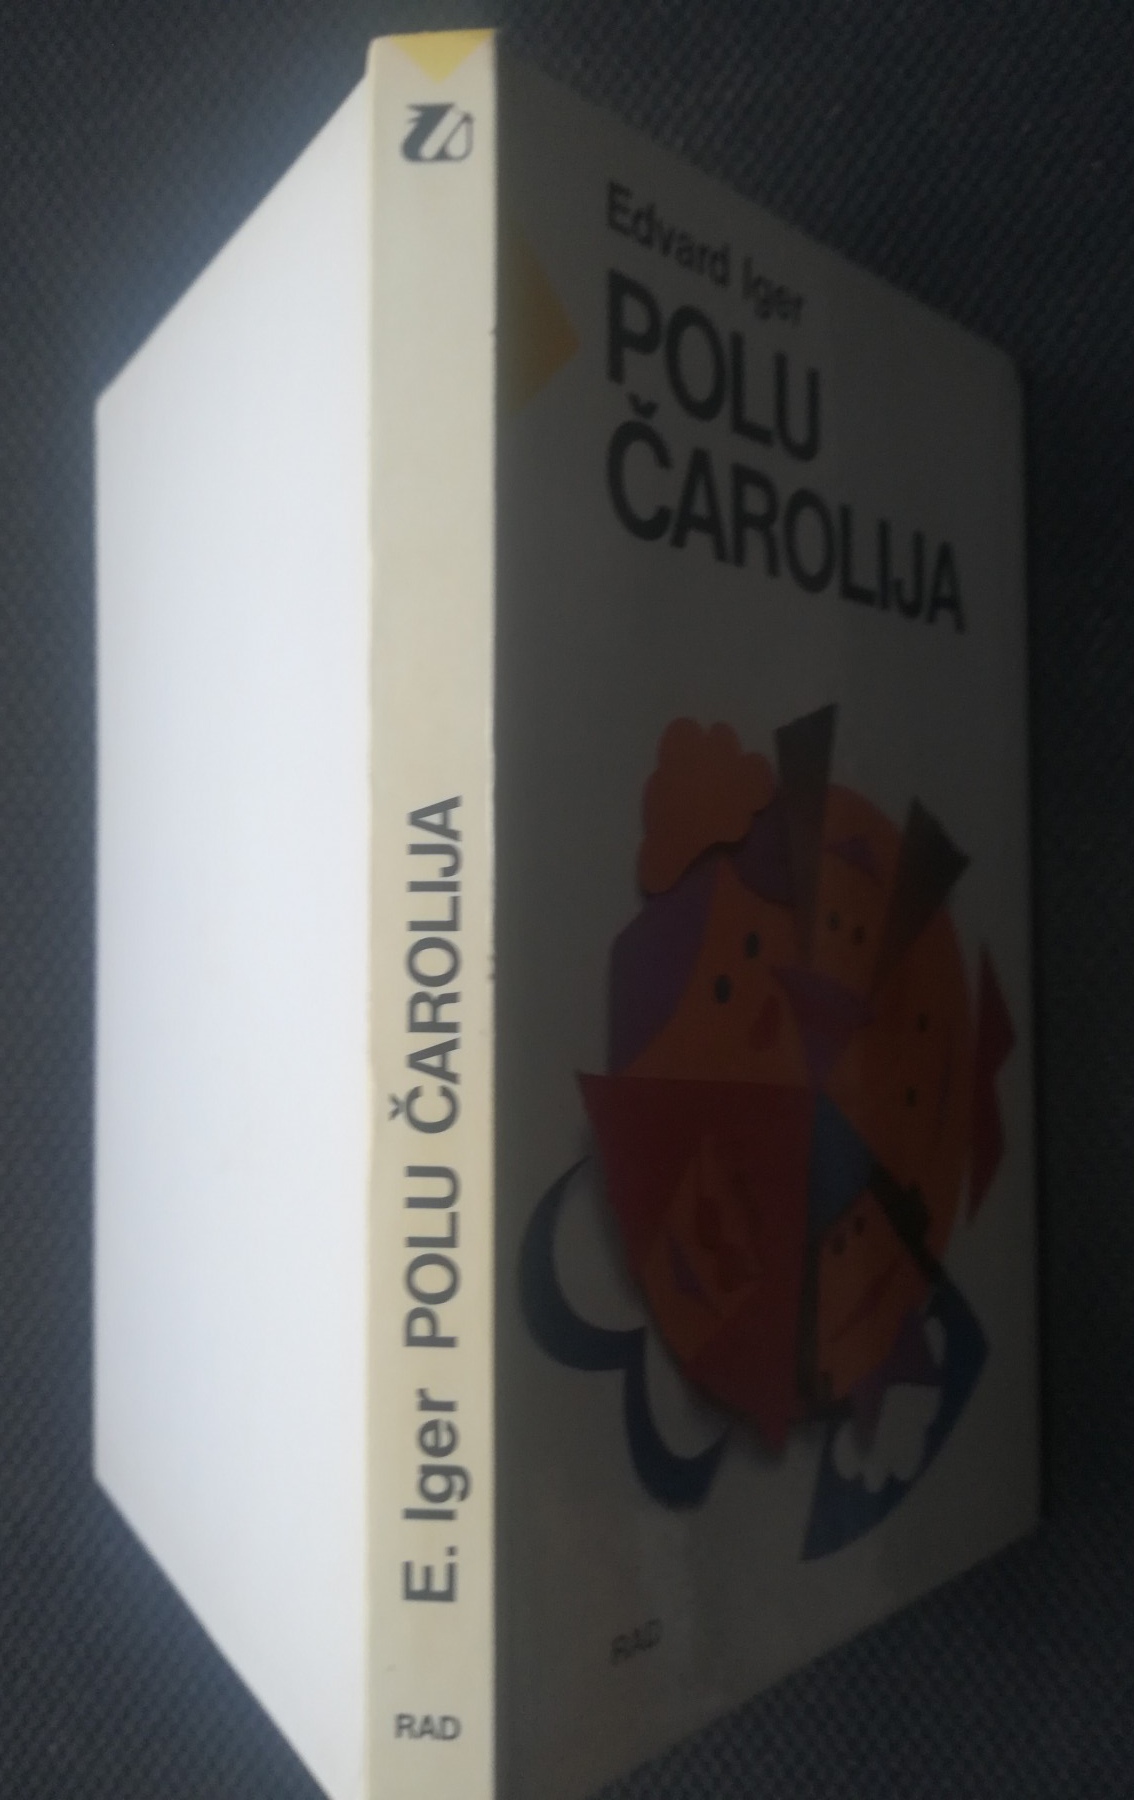 Edvard Iger
POLU
ČAROLIJA
RAD
E. Iger POLU ČAROLIJA
RAD